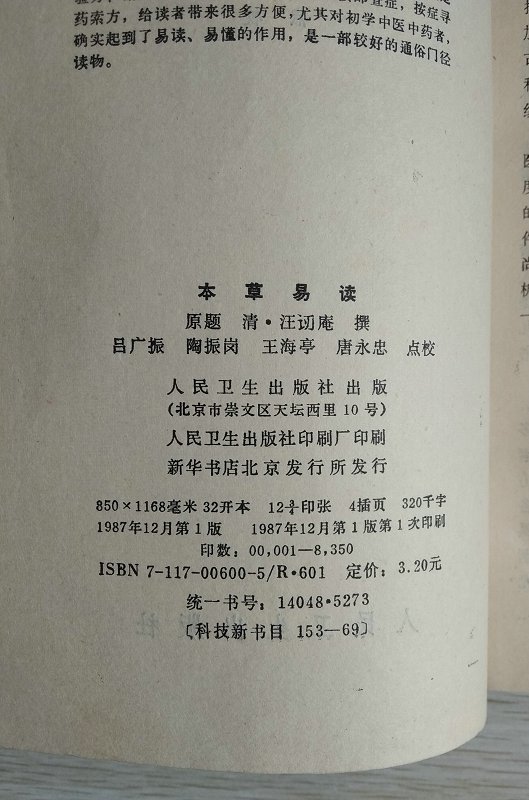 药索方，给读者带来很多方便，尤其对初学中医中药者，
确实起到了易读、易懂的作用，是一部较好的通俗门径
读物。
本草易读
原题 清·汪讱庵 撰
吕广振 陶振岗 王海亭 唐永忠 点校
人民卫生出版社出版
(北京市崇文区天坛西里10号)
人民卫生出版社印刷厂印刷
新华书店北京发行所发行
850×1168毫米 32开本 印张 4插页 320千字
1987年12月第1版 1987年12月第1版第1次印刷
印数：00,001—8,350
ISBN 7-117-00600-5/R·601 定价：3.20元
统一书号：14048·5273
〔科技新书目 153—69〕